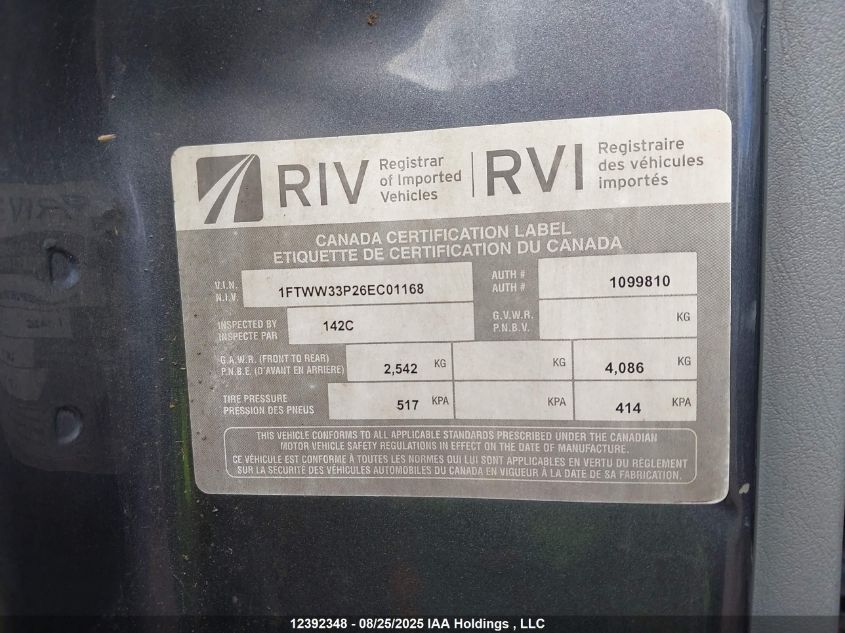 RIV Registrar of Imported Vehicles | RVI Registraire des véhicules importés
CANADA CERTIFICATION LABEL
ETIQUETTE DE CERTIFICATION DU CANADA
V.I.N. N.I.V. 1FTWW33P26EC01168 AUTH # AUTH # 1099810
INSPECTED BY INSPECTE PAR 142C G.V.W.R. P.N.B.V. KG
G.A.W.R. (FRONT TO REAR) P.N.B.E. (D'AVANT EN ARRIERE) 2,542 KG KG 4,086 KG
TIRE PRESSURE PRESSION DES PNEUS 517 KPA KPA 414 KPA
THIS VEHICLE CONFORMS TO ALL APPLICABLE STANDARDS PRESCRIBED UNDER THE CANADIAN
MOTOR VEHICLE SAFETY REGULATIONS IN EFFECT ON THE DATE OF MANUFACTURE.
CE VÉHICULE EST CONFORME À TOUTES LES NORMES QUI LUI SONT APPLICABLES EN VERTU DU RÈGLEMENT
SUR LA SÉCURITÉ DES VÉHICULES AUTOMOBILES DU CANADA EN VIGUEUR À LA DATE DE SA FABRICATION.
12392348 - 08/25/2025 IAA Holdings , LLC